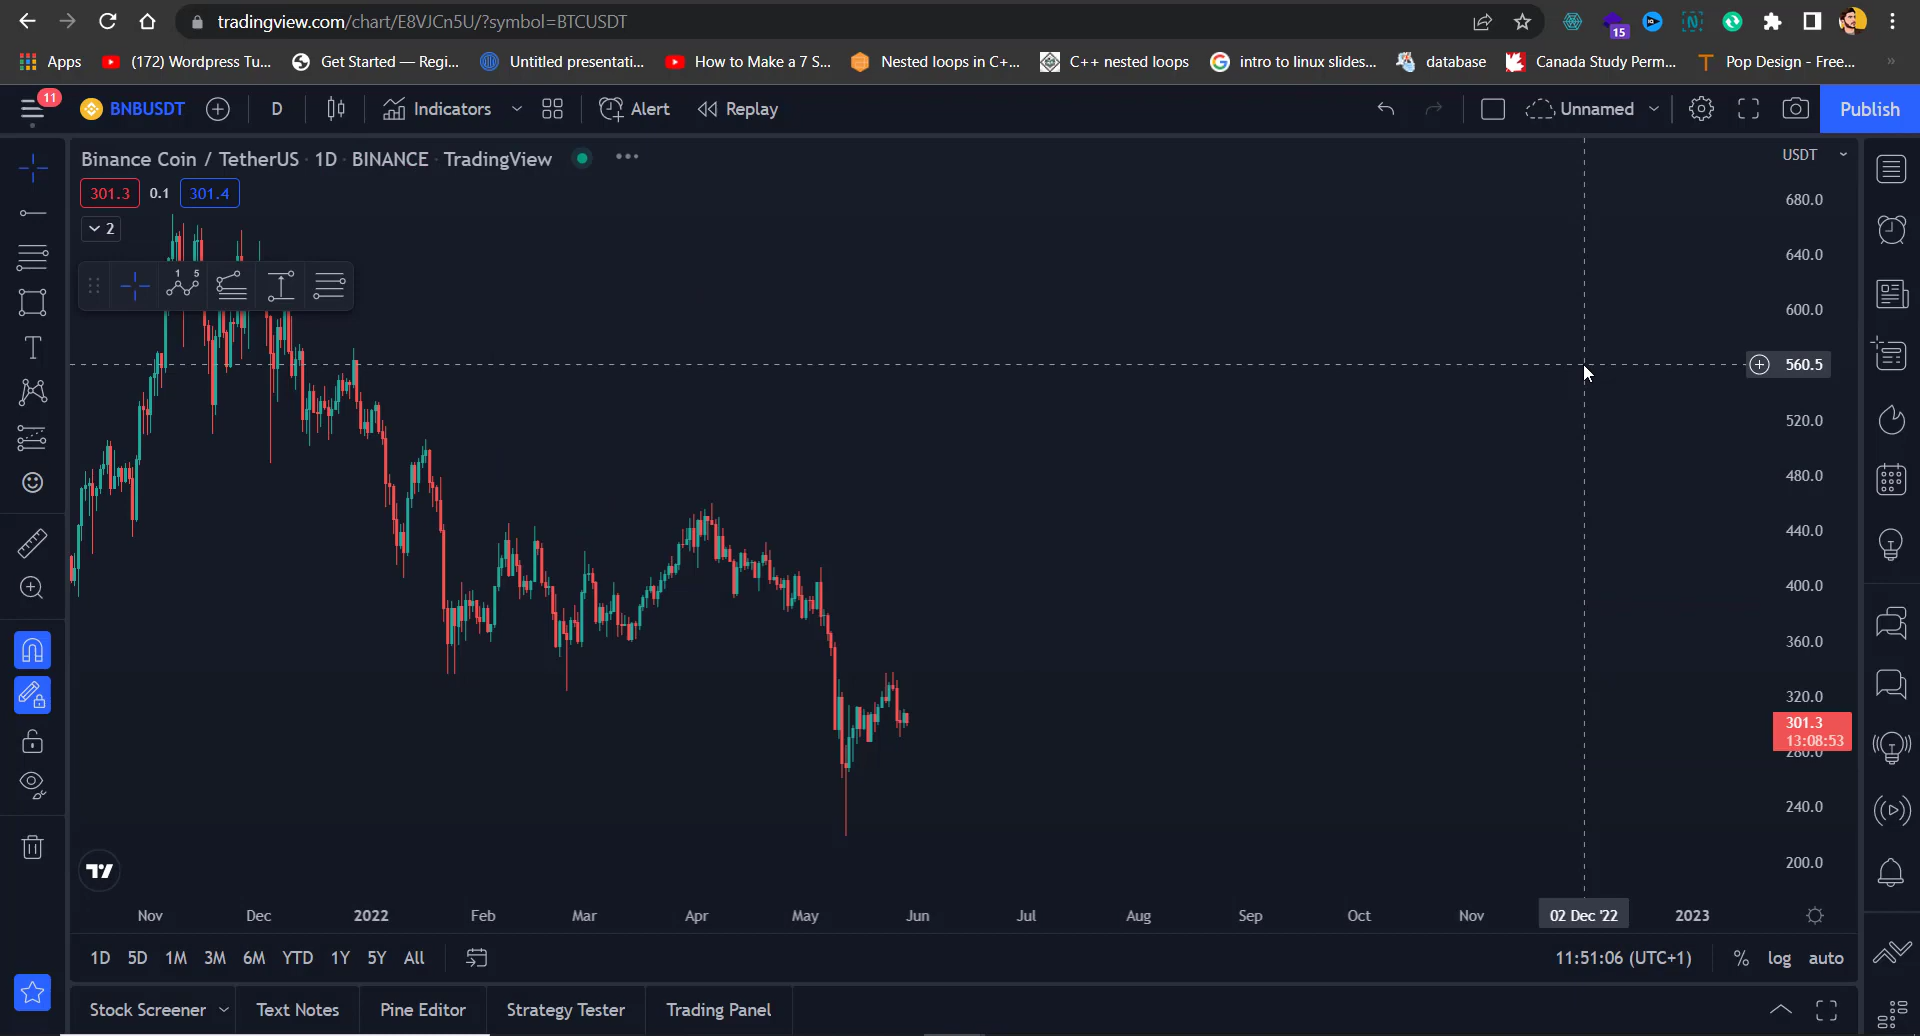 tradingview.com/chart/E8VJCn5U/?symbol=BTCUSDT
15
Apps (172) Wordpress Tu... Get Started — Regi... Untitled presentati... How to Make a 7 S... Nested loops in C+... C++ nested loops intro to linux slides... database Canada Study Perm... Pop Design - Free... »
11 BNBUSDT D Indicators Alert Replay Unnamed Publish
Binance Coin / TetherUS · 1D · BINANCE · TradingView
USDT
301.3 0.1 301.4
2
1 5
680.0
640.0
600.0
560.5
520.0
480.0
440.0
400.0
360.0
320.0
301.3
13:08:53
280.0
240.0
200.0
Nov Dec 2022 Feb Mar Apr May Jun Jul Aug Sep Oct Nov 02 Dec '22 2023
1D 5D 1M 3M 6M YTD 1Y 5Y All 11:51:06 (UTC+1) % log auto
Stock Screener Text Notes Pine Editor Strategy Tester Trading Panel